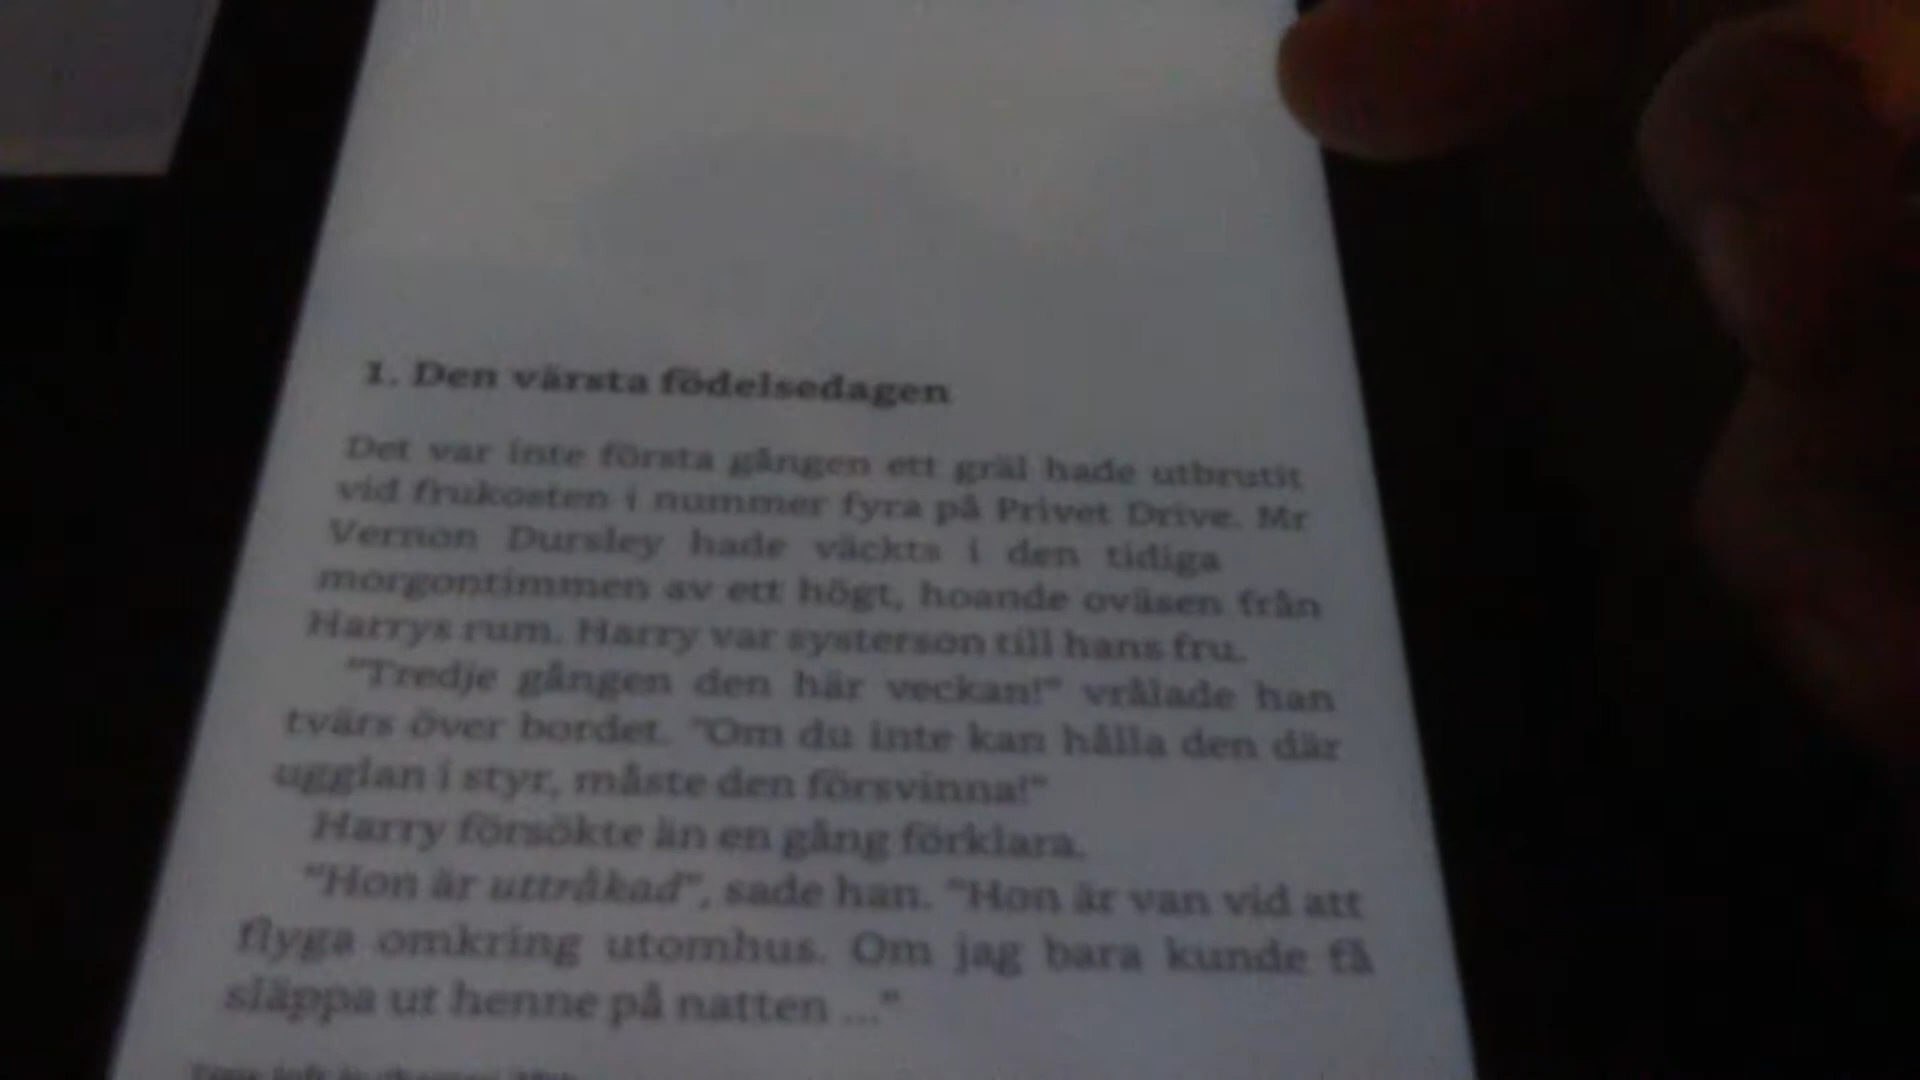 1. Den värsta födelsedagen
Det var inte första gången ett gräl hade utbrutit
vid frukosten i nummer fyra på Privet Drive. Mr
Vernon Dursley hade väckts i den tidiga
morgontimmen av ett högt, hoande oväsen från
Harrys rum. Harry var systerson till hans fru.
"Tredje gången den här veckan!" vrålade han
tvärs över bordet. "Om du inte kan hålla den där
ugglan i styr, måste den försvinna!"
Harry försökte än en gång förklara.
"Hon är uttråkad", sade han. "Hon är van vid att
flyga omkring utomhus. Om jag bara kunde få
släppa ut henne på natten ..."